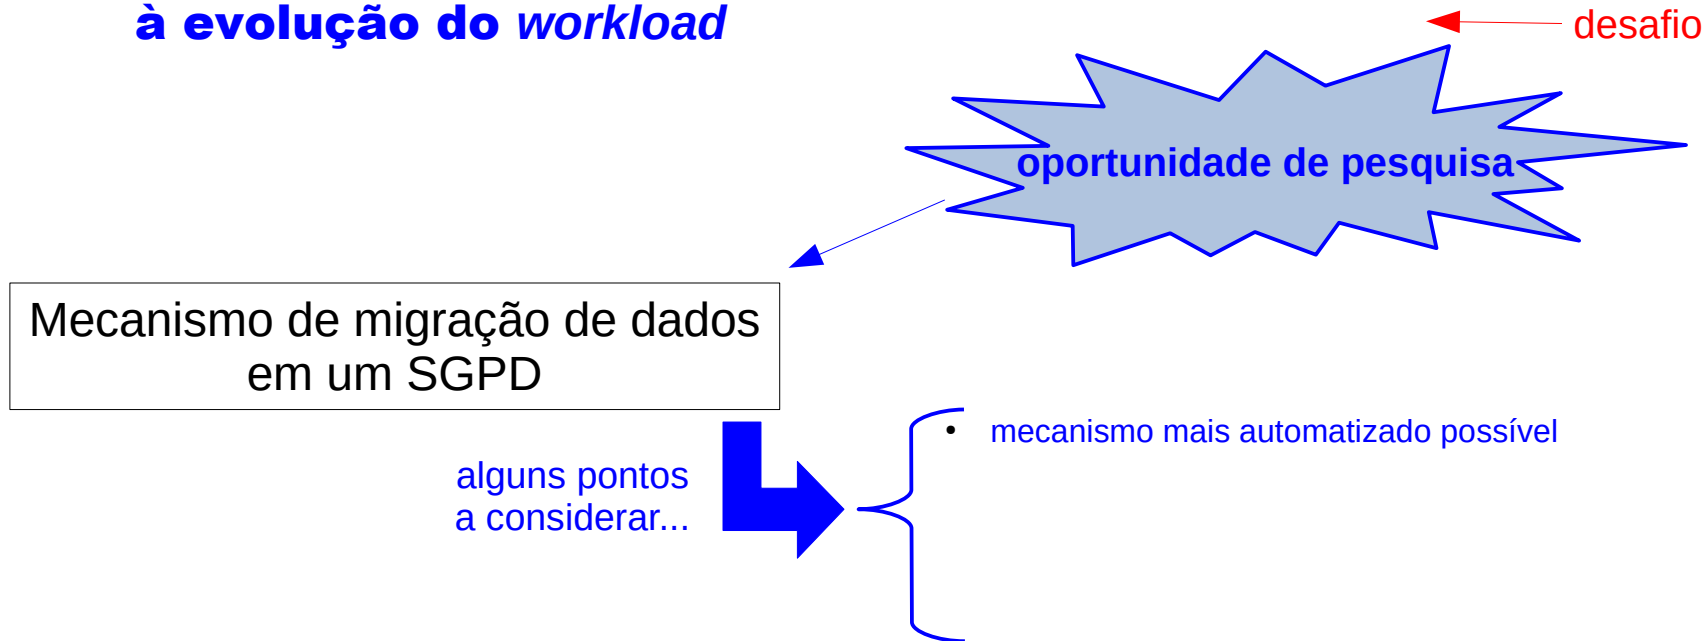 à evolução do workload
desafio
oportunidade de pesquisa
Mecanismo de migração de dados
em um SGPD
• mecanismo mais automatizado possível
alguns pontos
a considerar...